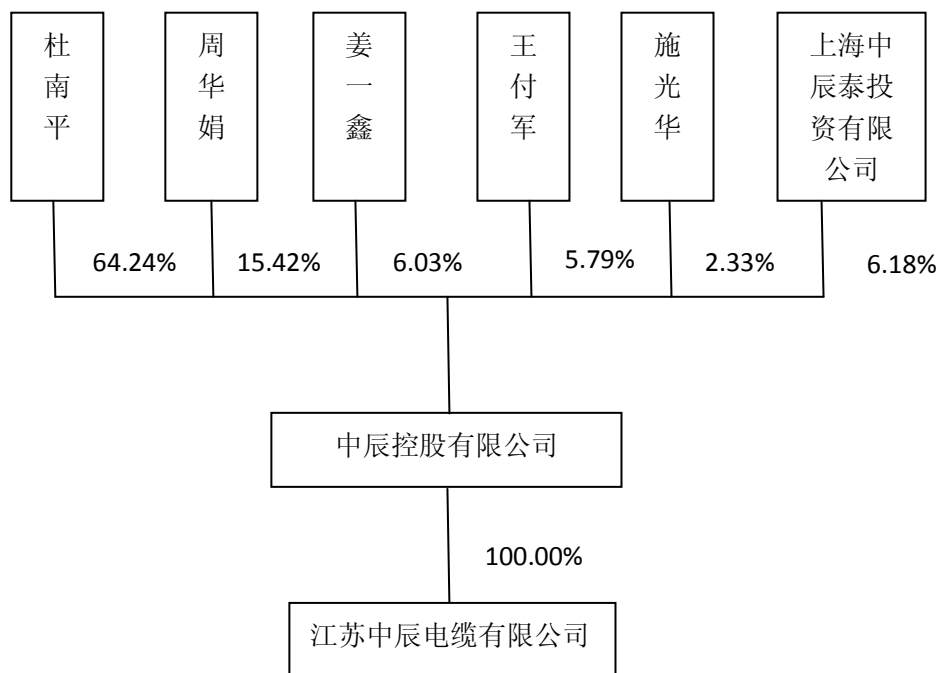 杜南平
周华娟
姜一鑫
王付军
施光华
上海中
辰泰投
资有限
公司
64.24%
15.42%
6.03%
5.79%
2.33%
6.18%
中辰控股有限公司
100.00%
江苏中辰电缆有限公司